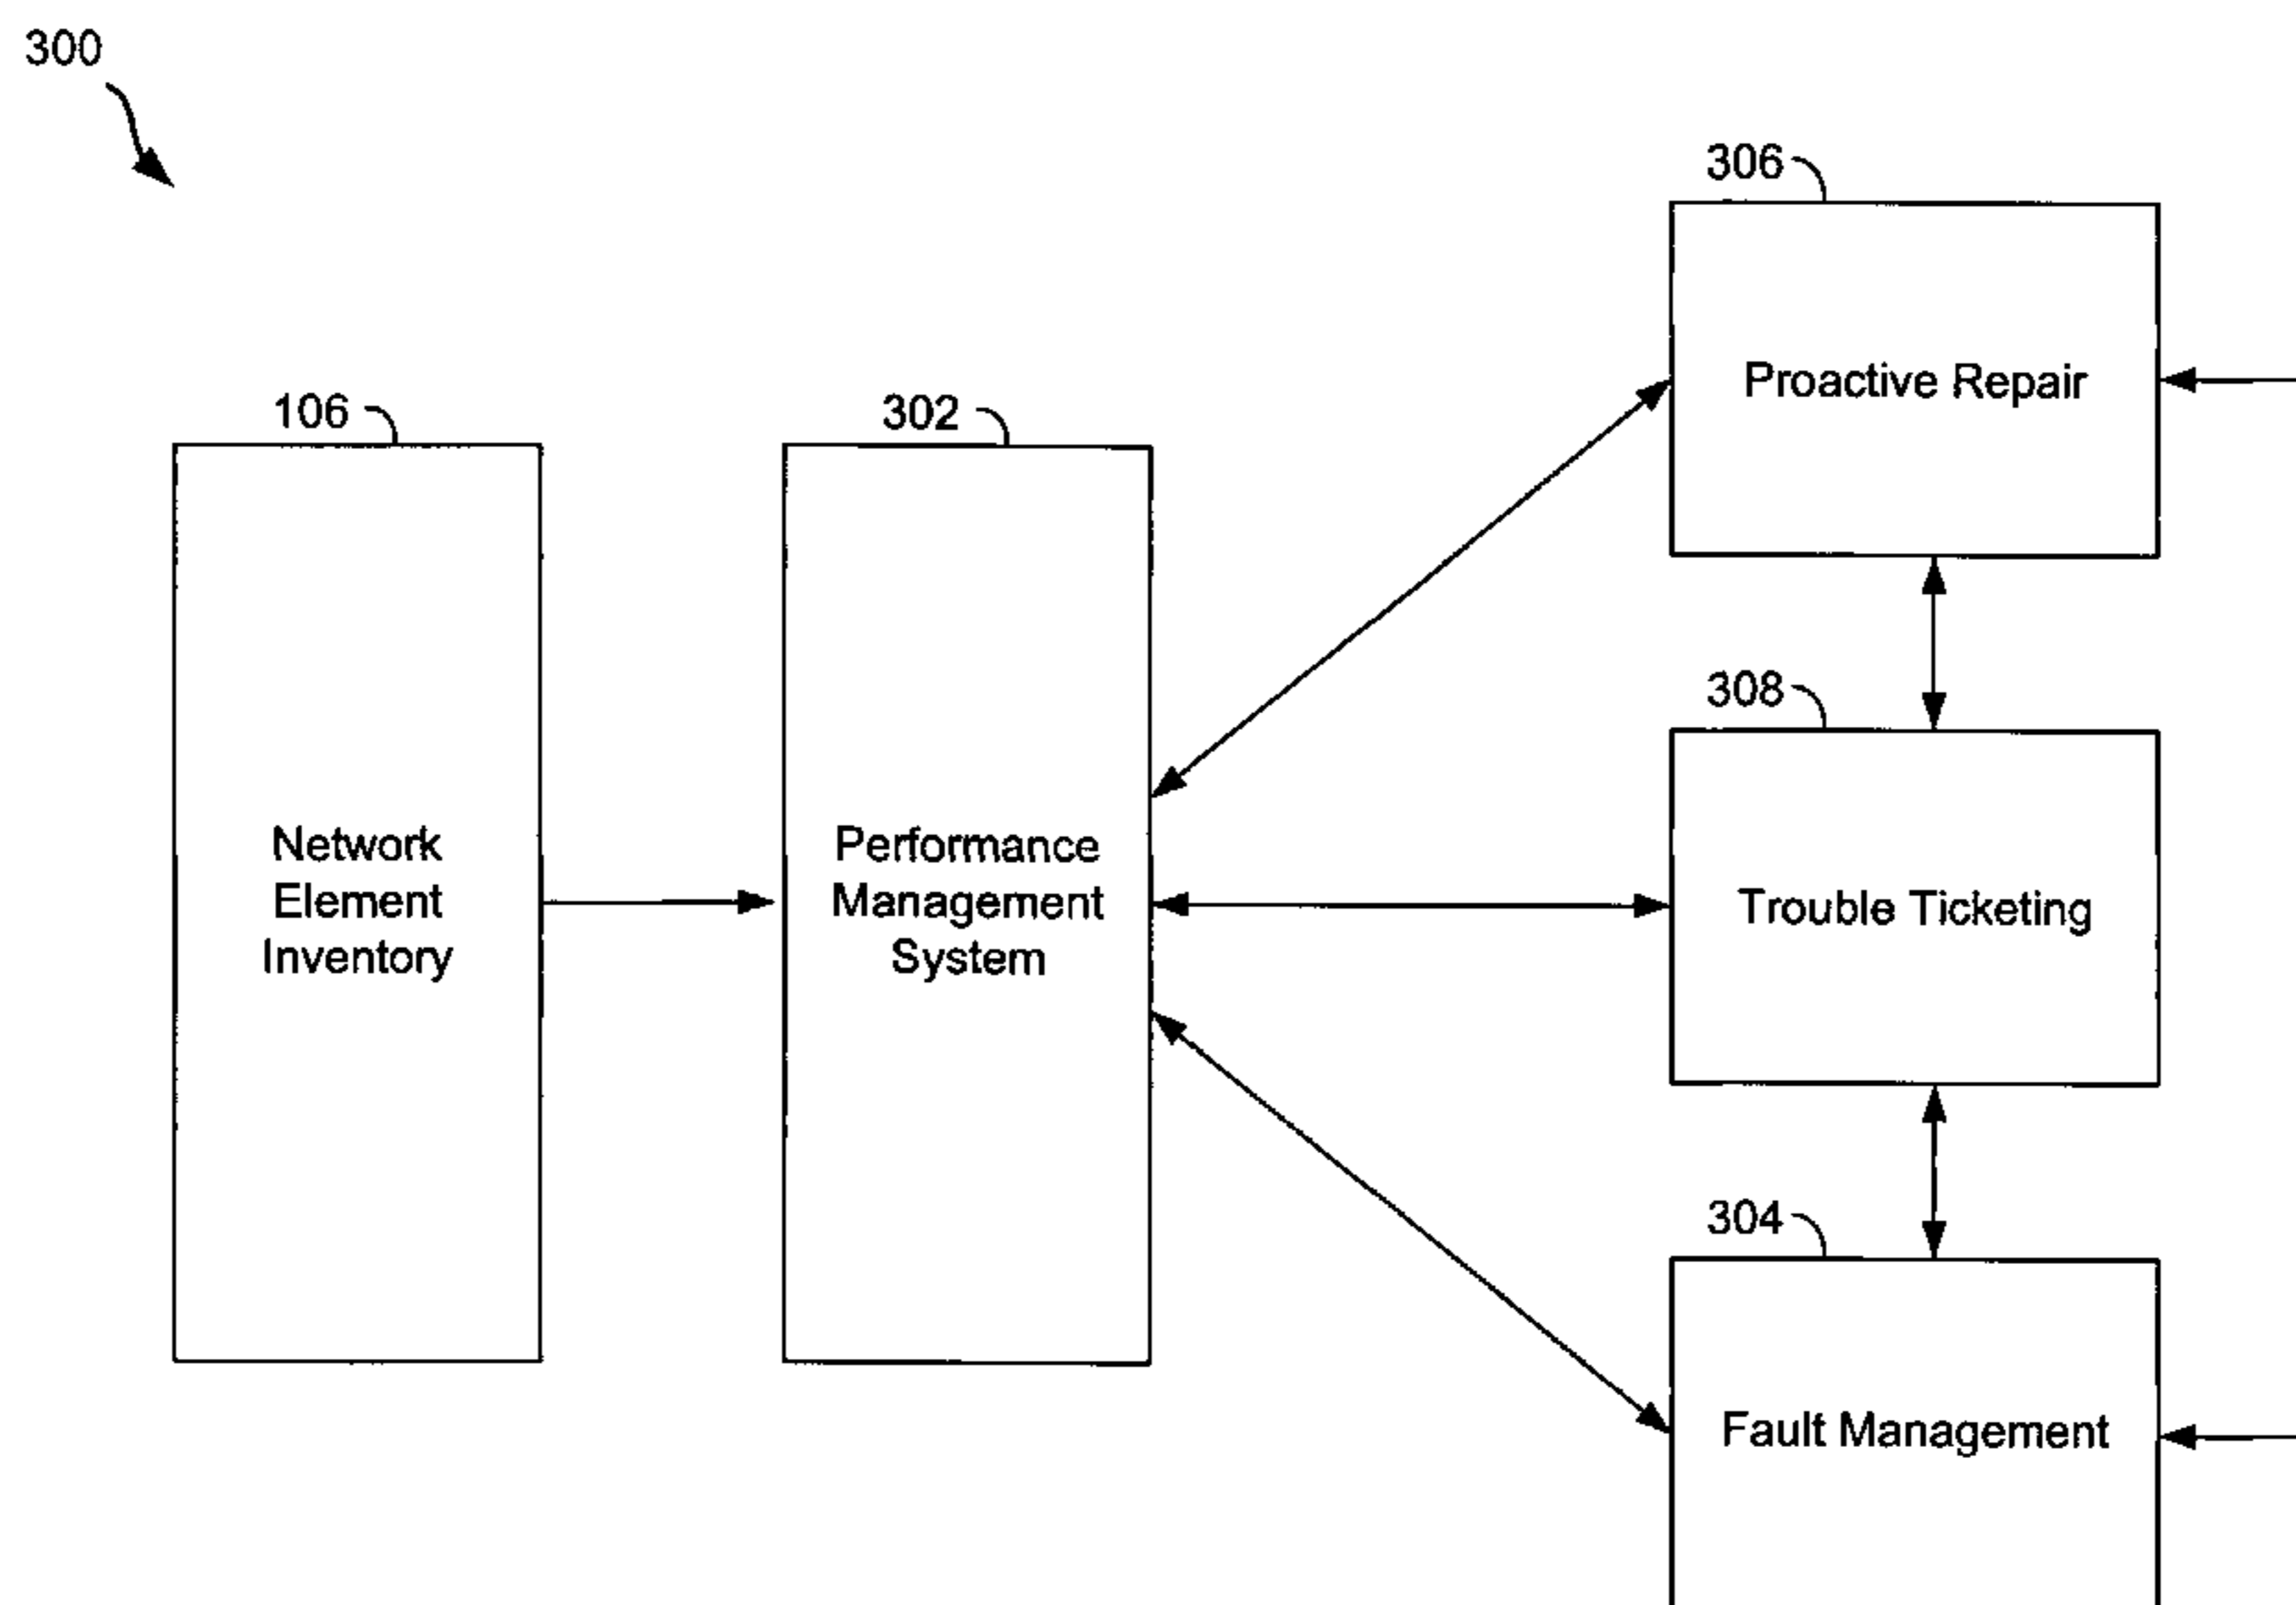 300
306
Proactive Repair
106
302
Network
Element
Inventory
Performance
Management
System
308
Trouble Ticketing
304
Fault Management